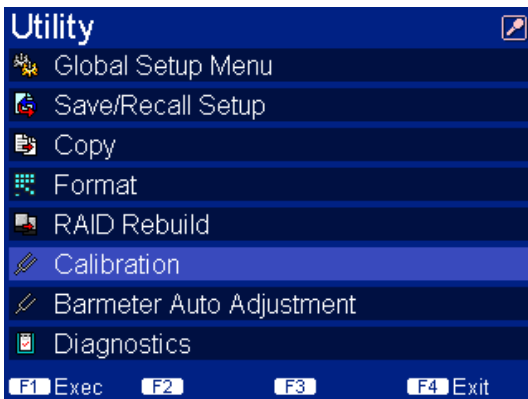 Utility
Global Setup Menu
Save/Recall Setup
Copy
Format
RAID Rebuild
Calibration
Barmeter Auto Adjustment
Diagnostics
F1 Exec F2 F3 F4 Exit